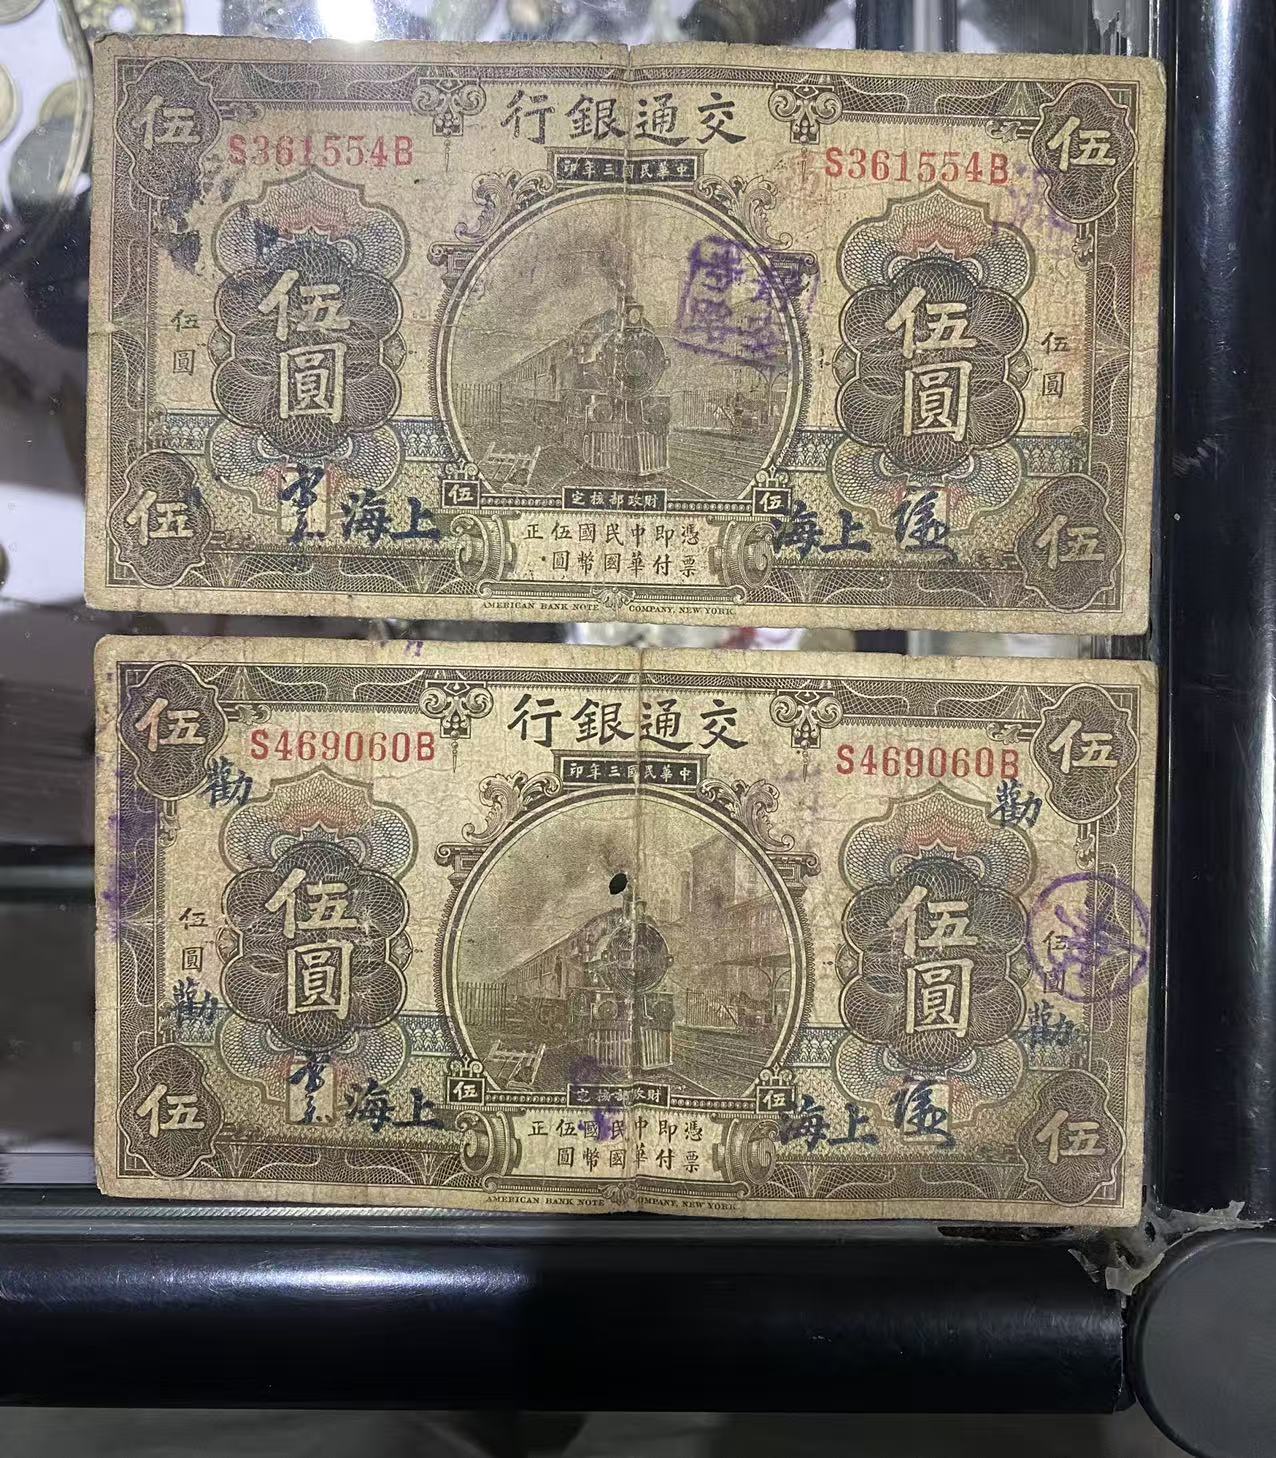 交通銀行
中華民國三年印
伍
伍
S361554B
S361554B
伍圓
伍圓
伍圓
伍圓
上海
上海
伍
伍
財政部核定
憑票即付中華民國國幣伍圓正
伍
伍
AMERICAN BANK NOTE COMPANY, NEW YORK.
交通銀行
中華民國三年印
伍
伍
S469060B
S469060B
勸
勸
伍圓
伍圓
伍圓
伍圓
勸
勸
上海
上海
伍
伍
財政部核定
憑票即付中華民國國幣伍圓正
伍
伍
AMERICAN BANK NOTE COMPANY, NEW YORK.